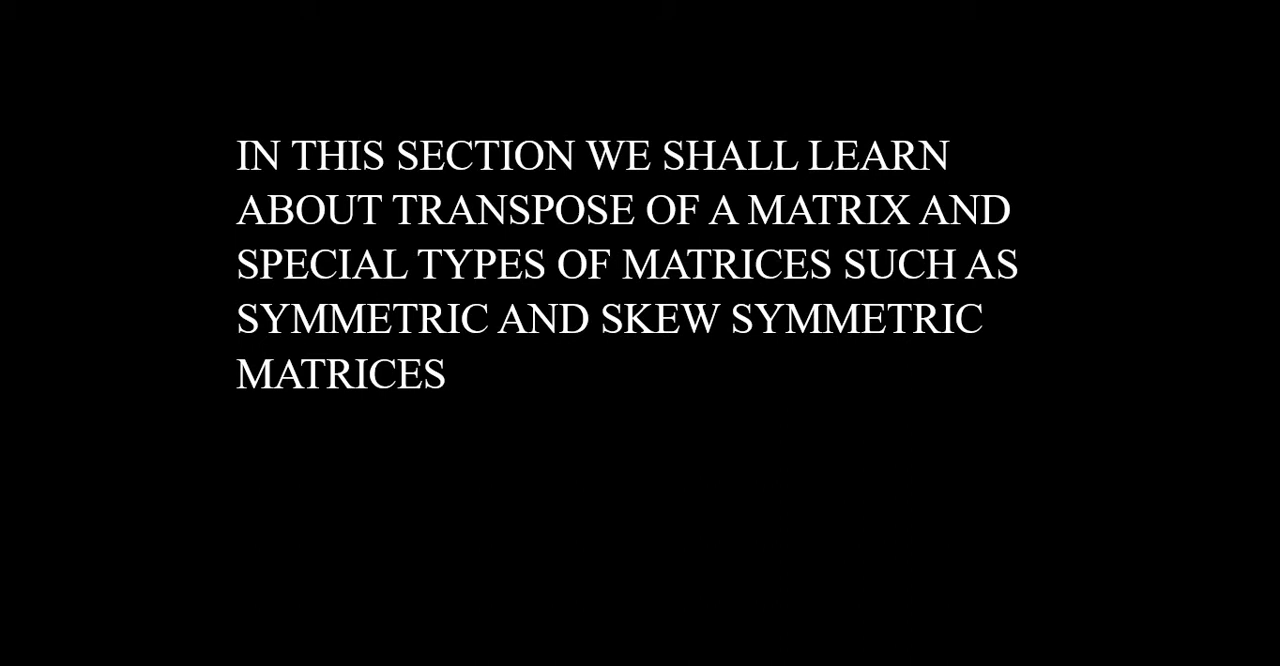 IN THIS SECTION WE SHALL LEARN
ABOUT TRANSPOSE OF A MATRIX AND
SPECIAL TYPES OF MATRICES SUCH AS
SYMMETRIC AND SKEW SYMMETRIC
MATRICES